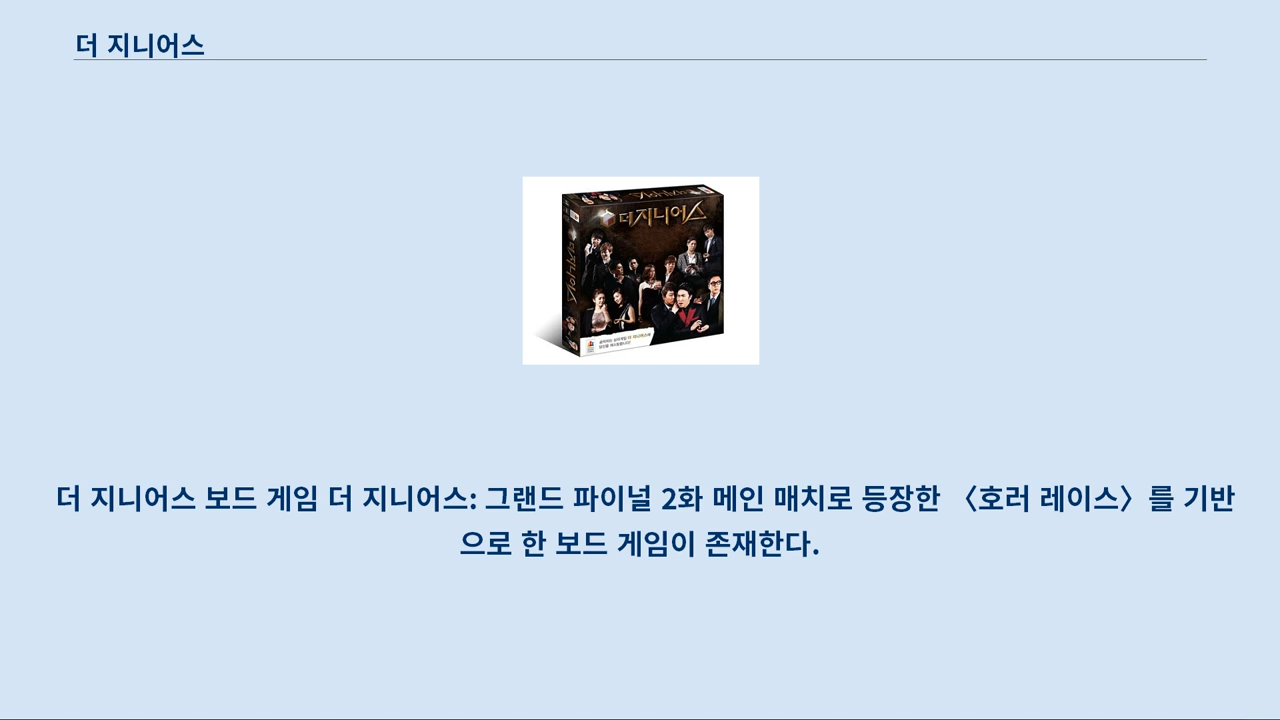 더 지니어스
더 지니어스
더 지니어스 보드 게임 더 지니어스: 그랜드 파이널 2화 메인 매치로 등장한 〈호러 레이스〉를 기반
으로 한 보드 게임이 존재한다.